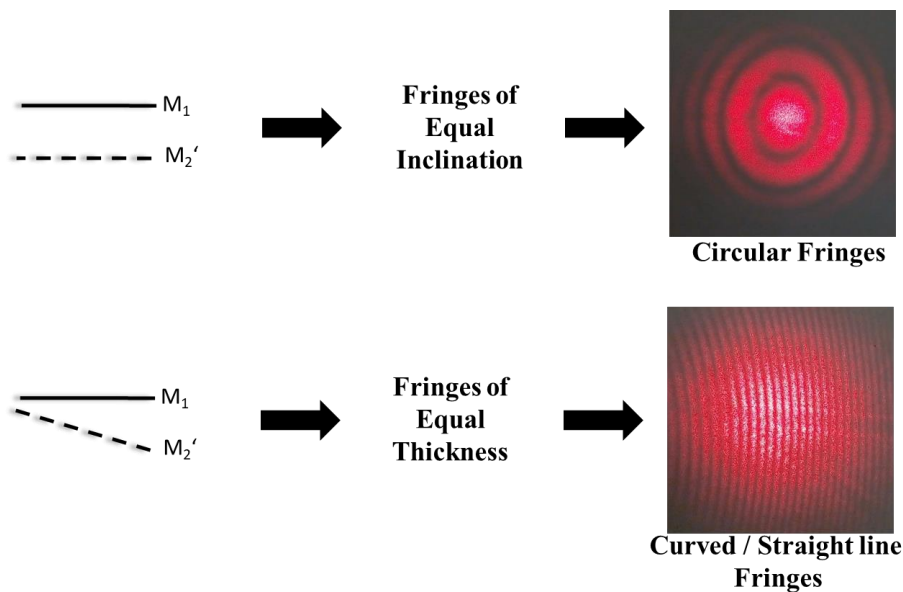 M₁
M₂‘
Fringes of
Equal
Inclination
Circular Fringes
M₁
M₂‘
Fringes of
Equal
Thickness
Curved / Straight line
Fringes